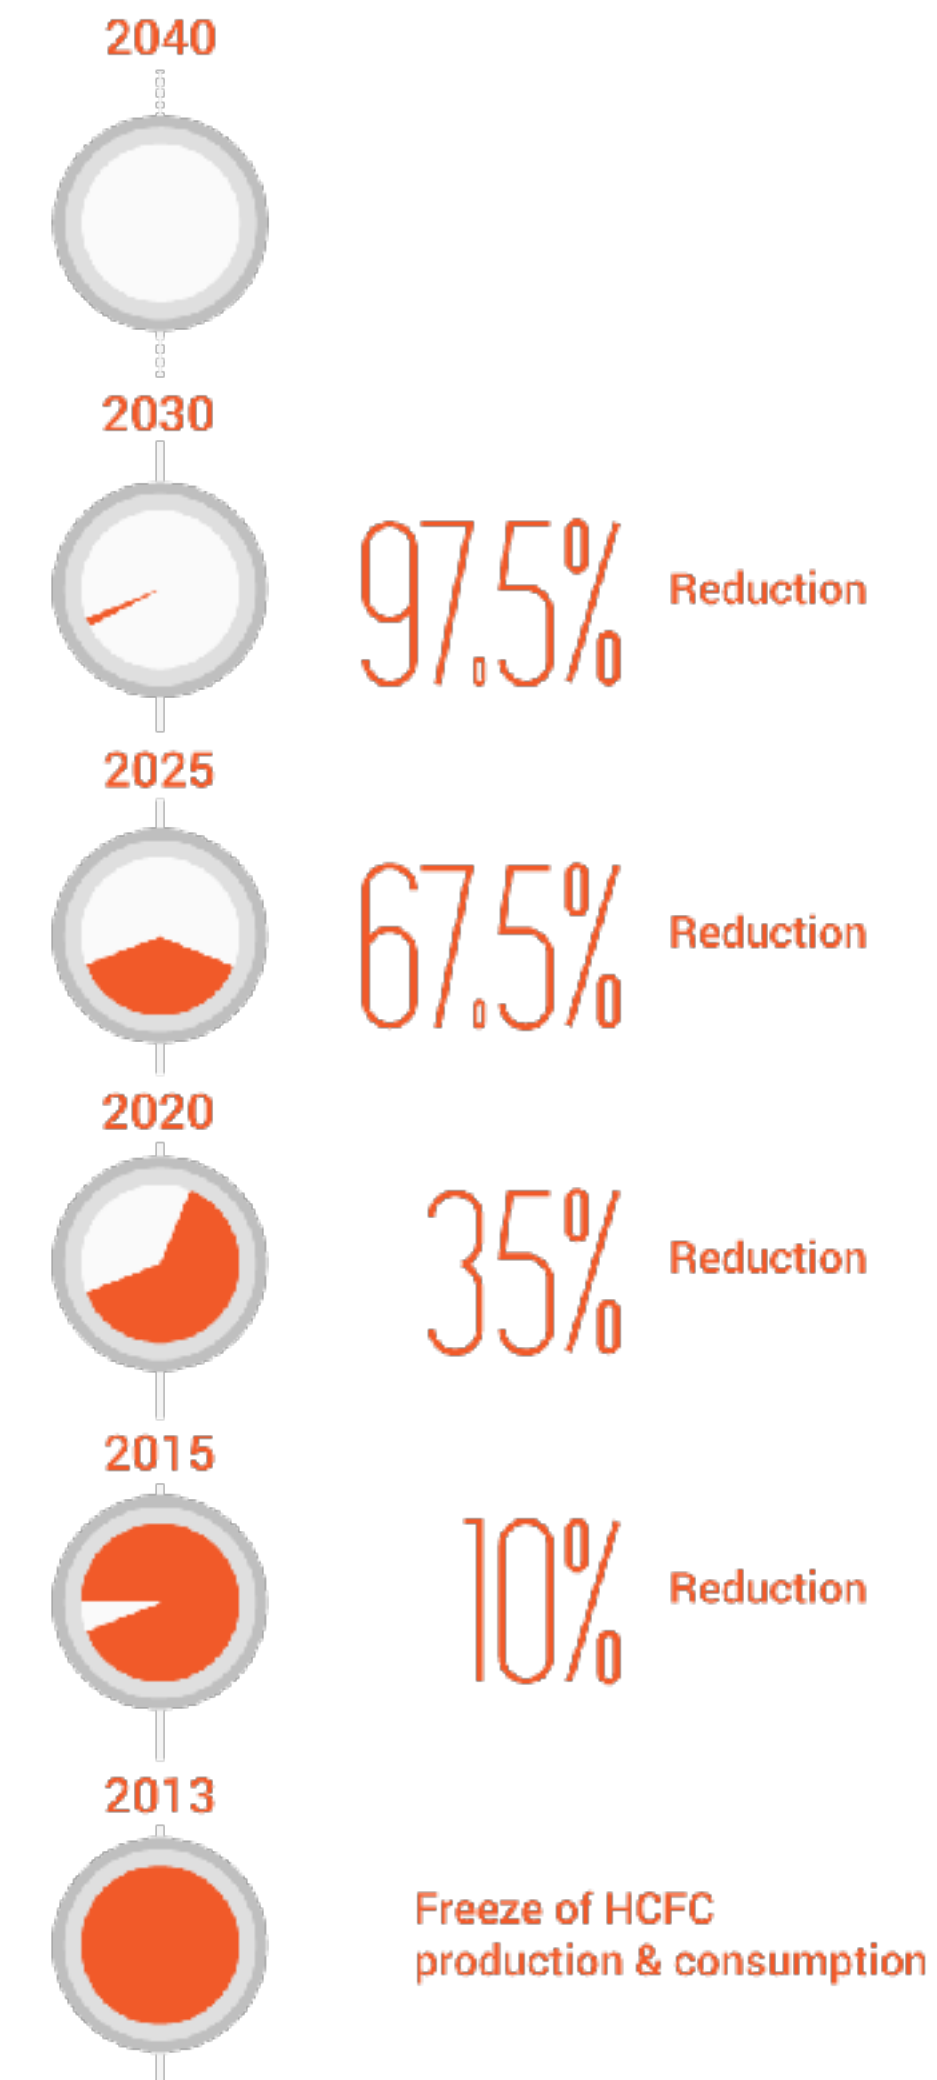 2040
2030
97.5% Reduction
2025
67.5% Reduction
2020
35% Reduction
2015
10% Reduction
2013
Freeze of HCFC
production & consumption